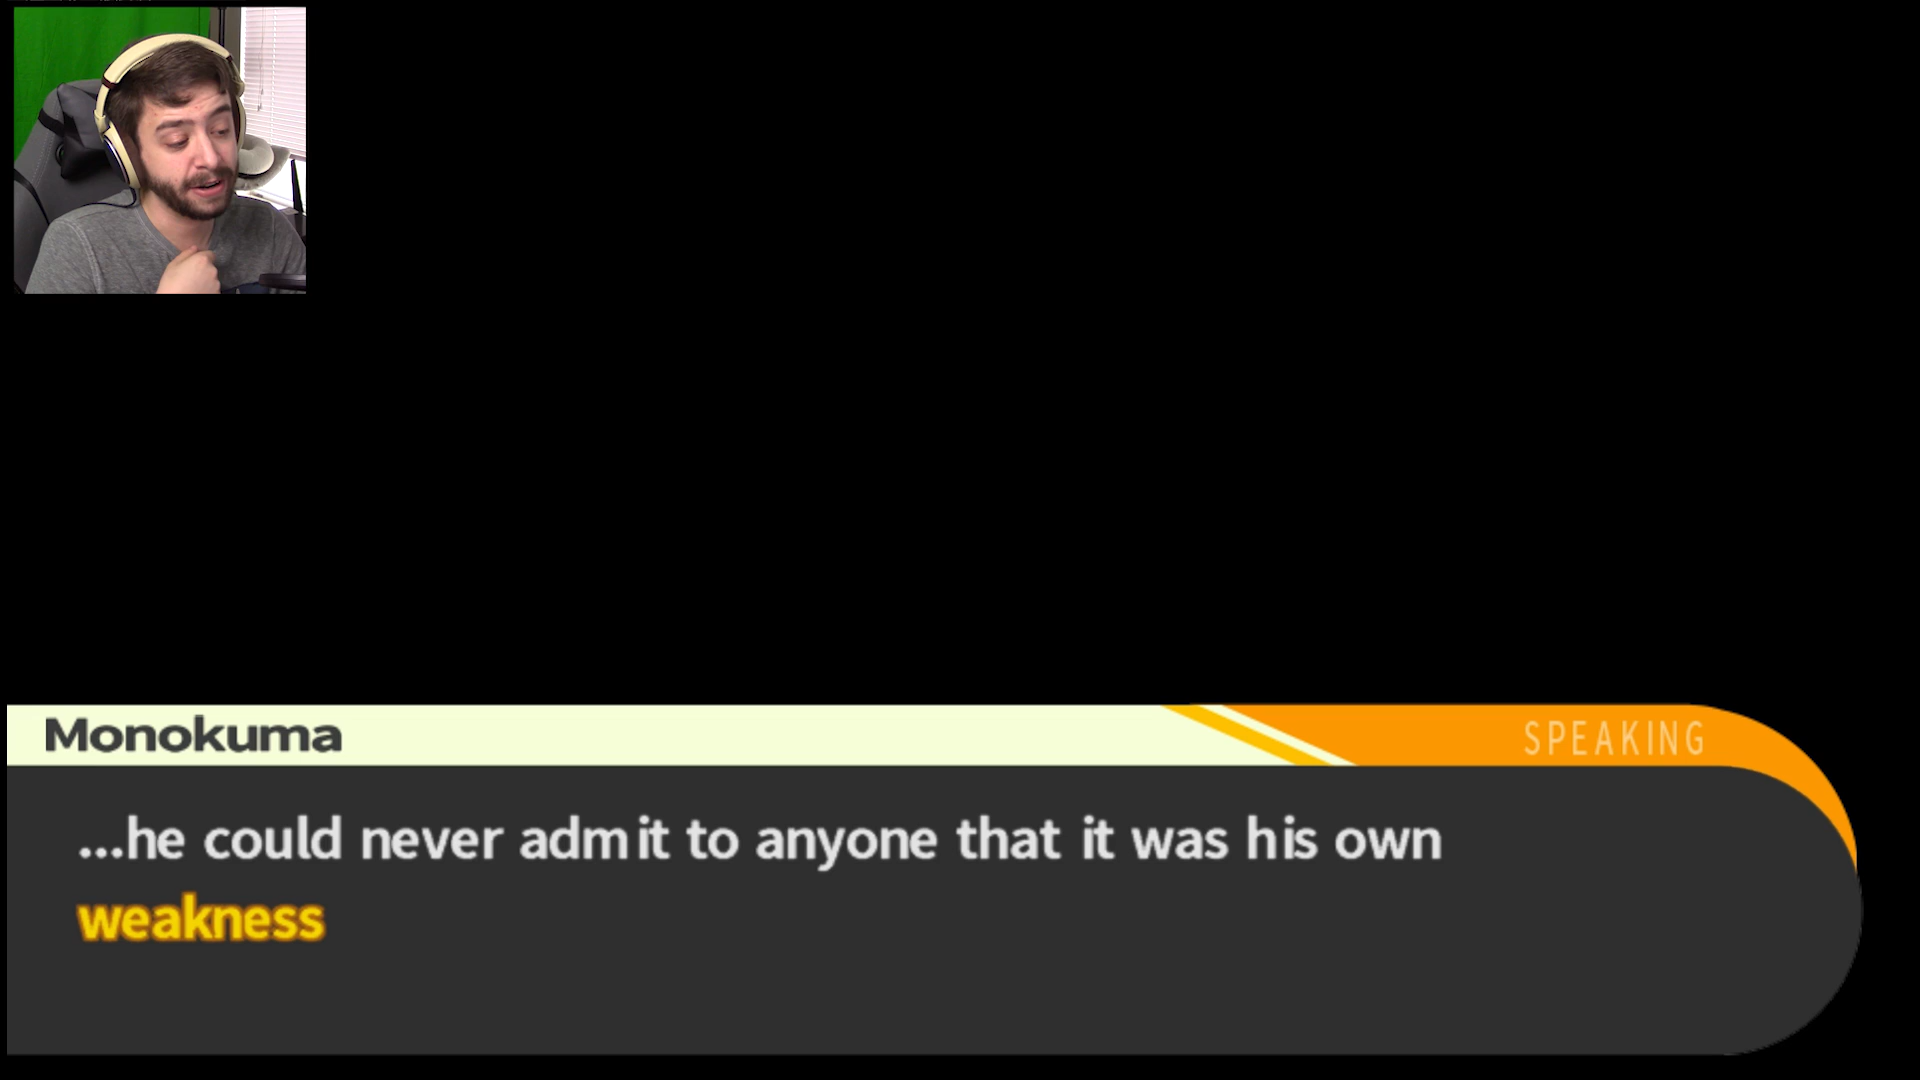 Monokuma
SPEAKING
...he could never admit to anyone that it was his own
weakness